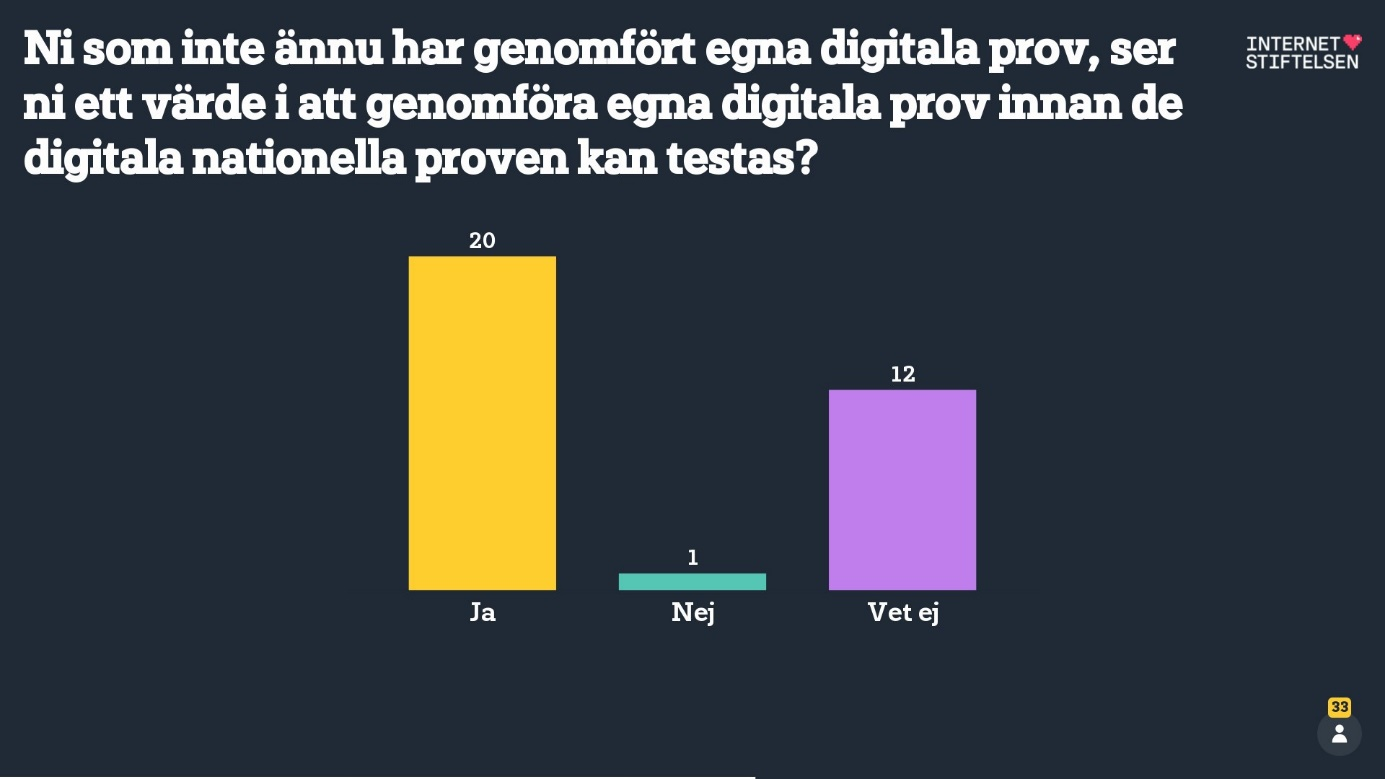 Ni som inte ännu har genomfört egna digitala prov, ser
ni ett värde i att genomföra egna digitala prov innan de
digitala nationella proven kan testas?
INTERNET
STIFTELSEN
20
1
12
Ja
Nej
Vet ej
33